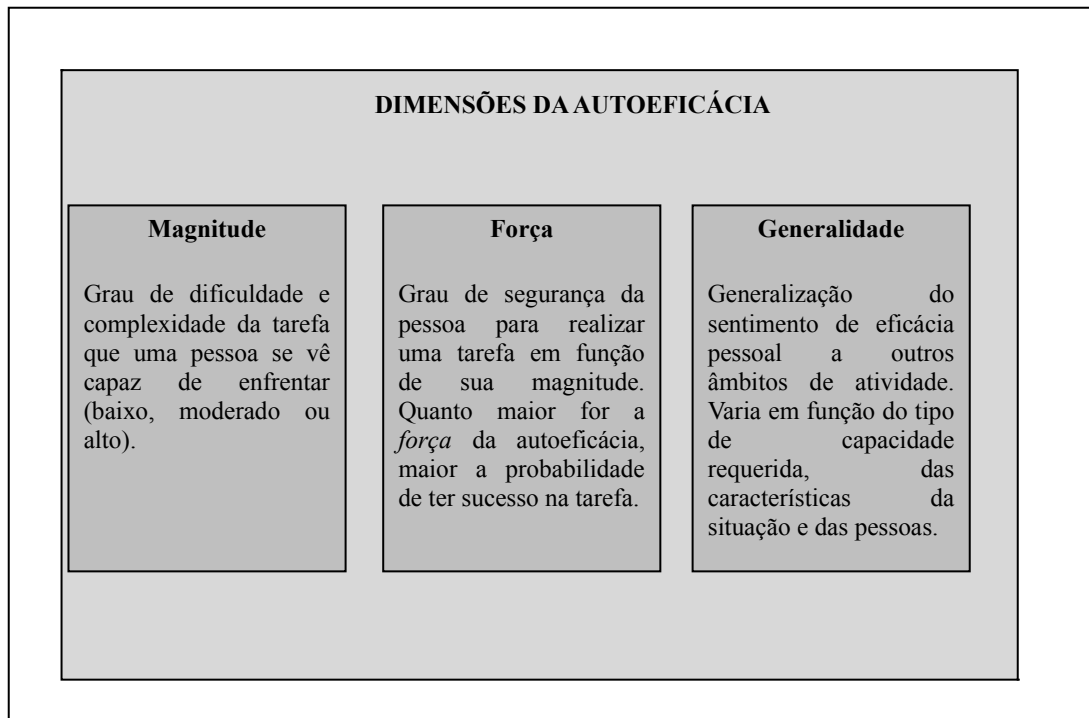 DIMENSÕES DA AUTOEFICÁCIA
Magnitude
Grau de dificuldade e
complexidade da tarefa
que uma pessoa se vê
capaz de enfrentar
(baixo, moderado ou
alto).
Força
Grau de segurança da
pessoa para realizar
uma tarefa em função
de sua magnitude.
Quanto maior for a
força da autoeficácia,
maior a probabilidade
de ter sucesso na tarefa.
Generalidade
Generalização do
sentimento de eficácia
pessoal a outros
âmbitos de atividade.
Varia em função do tipo
de capacidade
requerida, das
características da
situação e das pessoas.